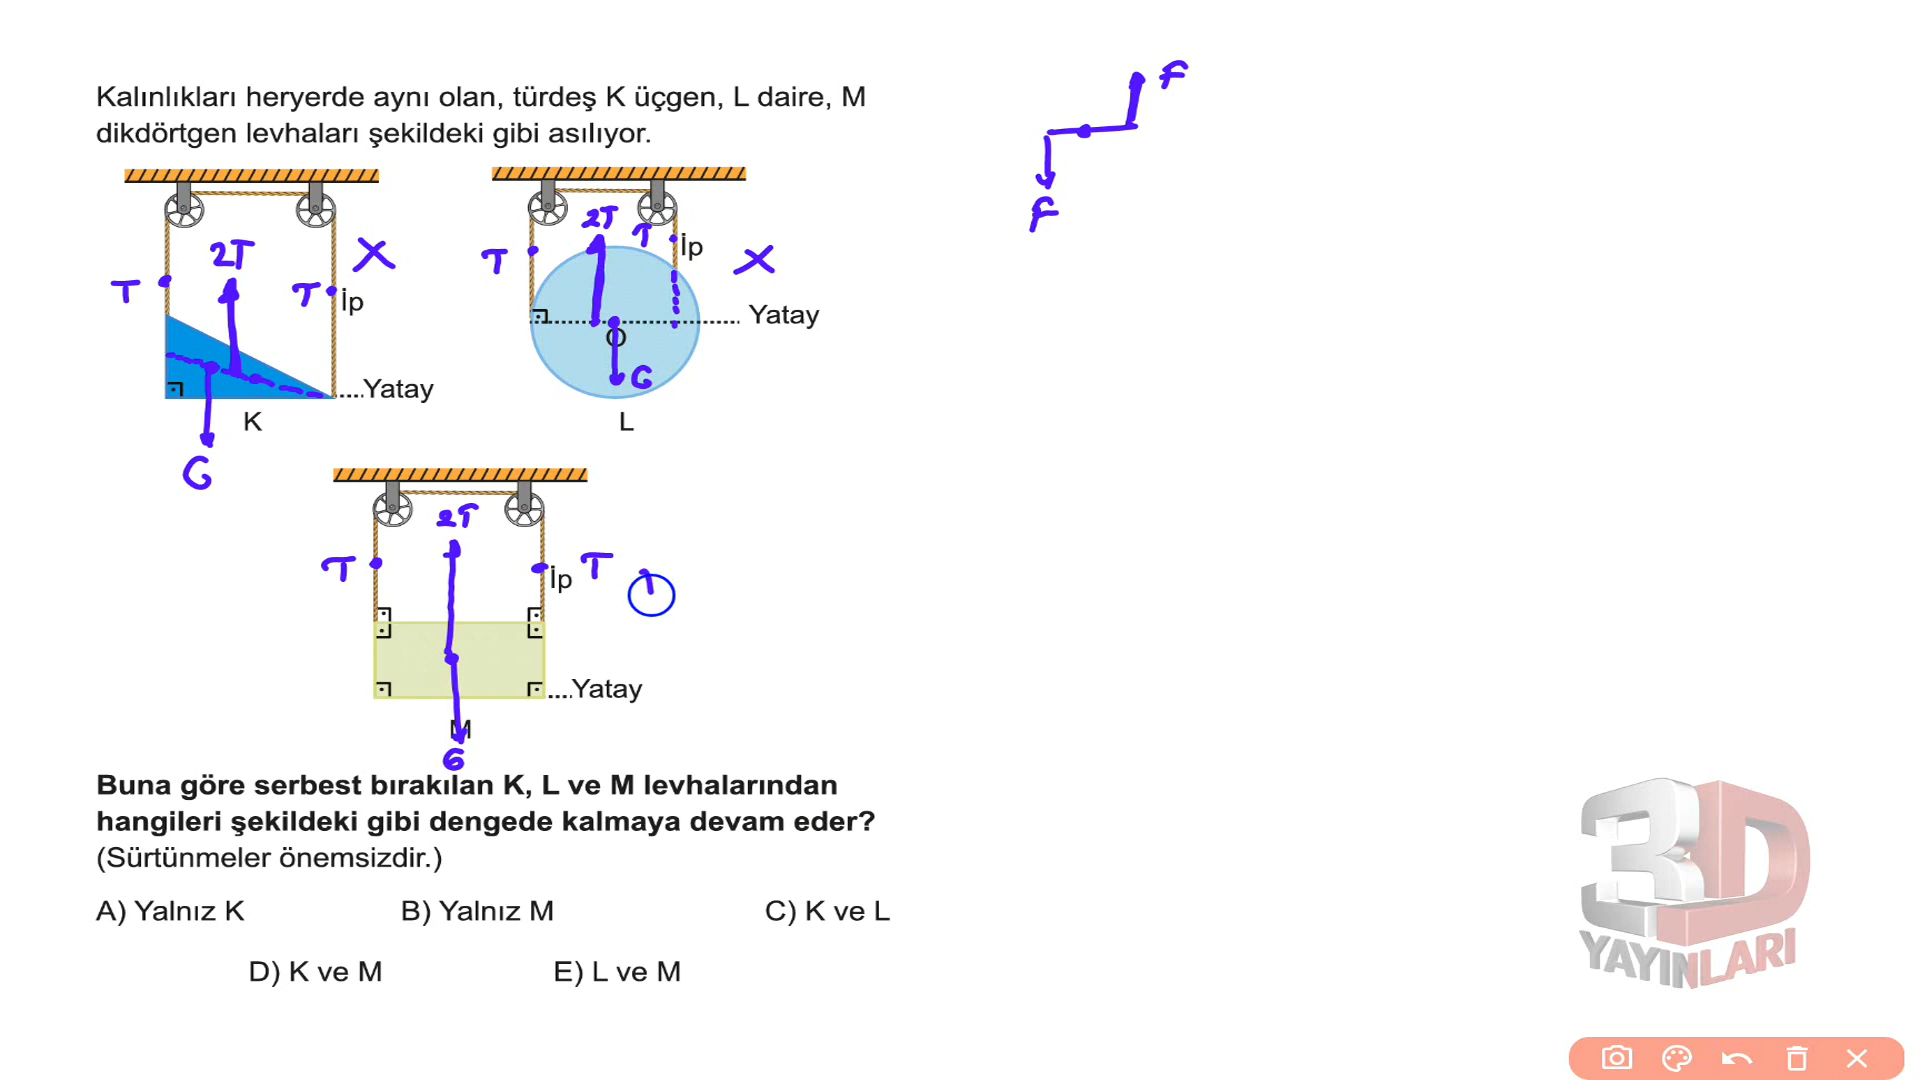 F
Kalınlıkları heryerde aynı olan, türdeş K üçgen, L daire, M
dikdörtgen levhaları şekildeki gibi asılıyor.
F
2T
T
T
İp
X
Yatay
K
G
2T
T
T
İp
X
Yatay
O
G
L
2T
T
İp
T
Yatay
M
G
Buna göre serbest bırakılan K, L ve M levhalarından
hangileri şekildeki gibi dengede kalmaya devam eder?
(Sürtünmeler önemsizdir.)
A) Yalnız K
B) Yalnız M
C) K ve L
D) K ve M
E) L ve M
3D
YAYINLARI